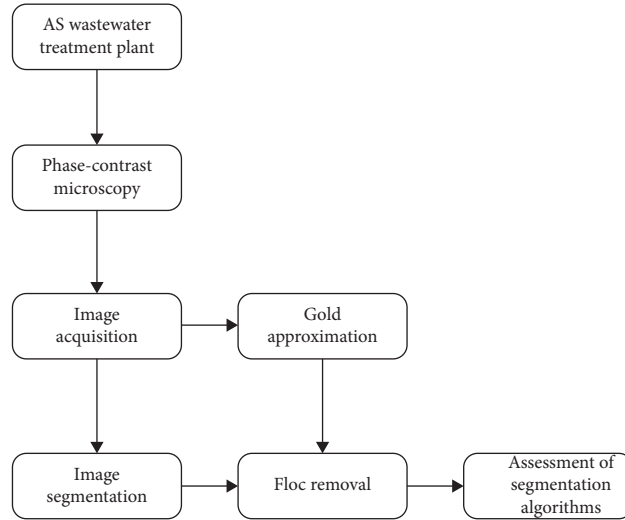 AS wastewater
treatment plant
Phase-contrast
microscopy
Image
acquisition
Gold
approximation
Image
segmentation
Floc removal
Assessment of
segmentation
algorithms